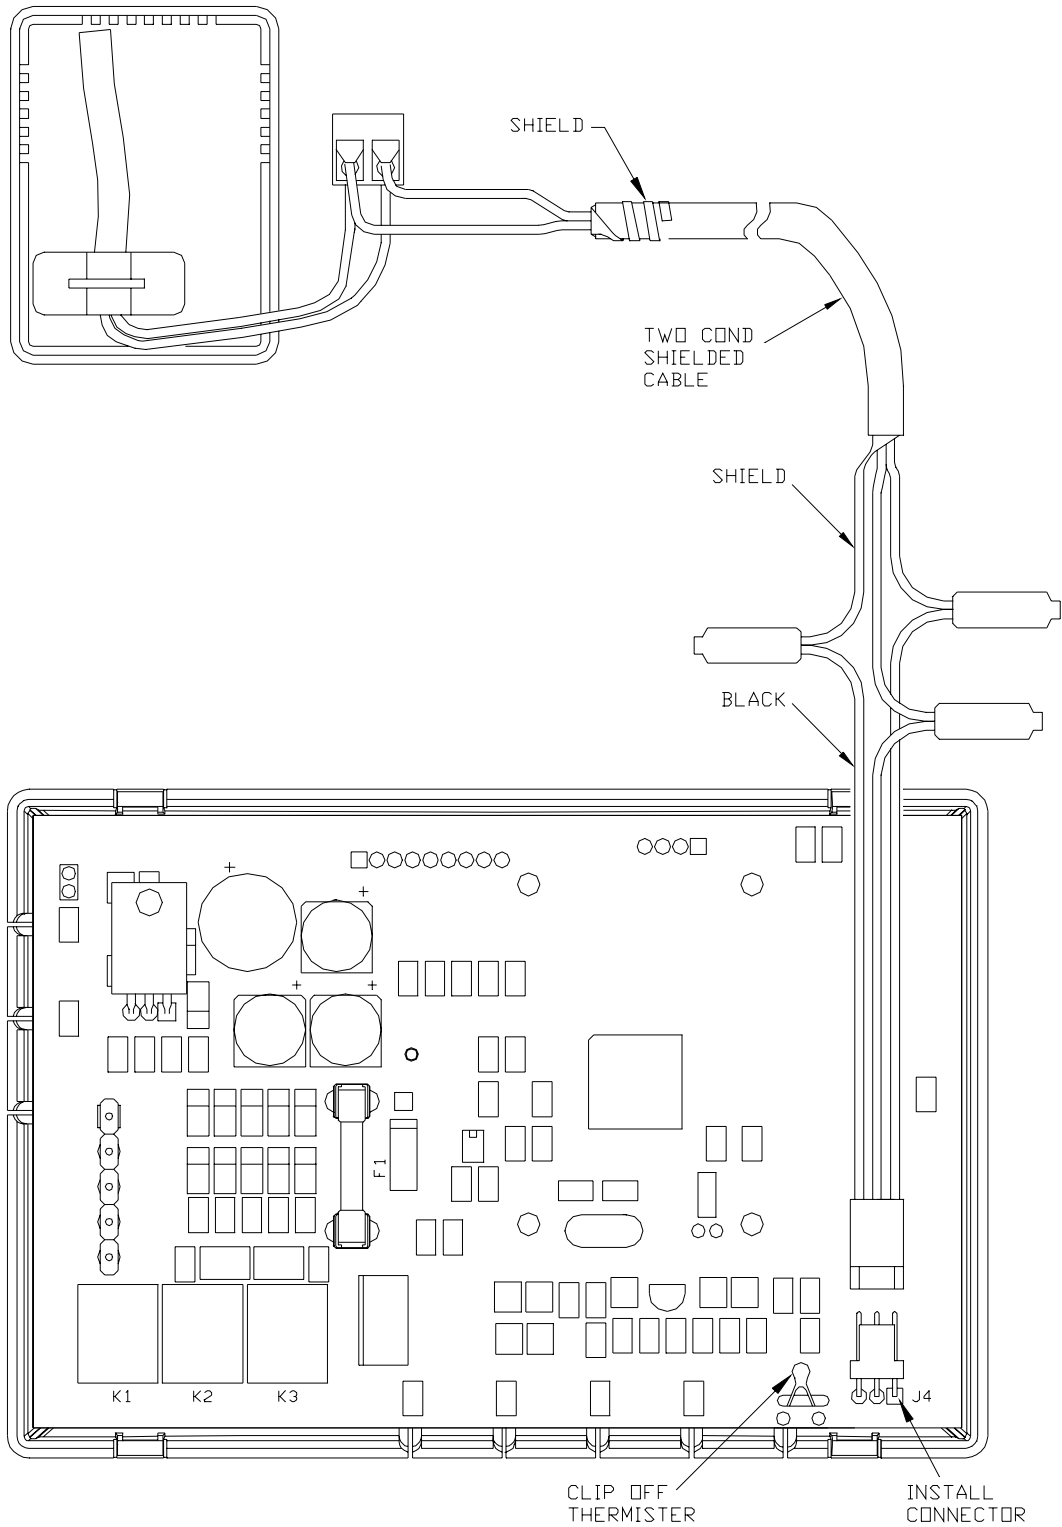 SHIELD
TWO COND
SHIELDED
CABLE
SHIELD
BLACK
+
+
+
+
F1
K1
K2
K3
J4
CLIP OFF
THERMISTER
INSTALL
CONNECTOR